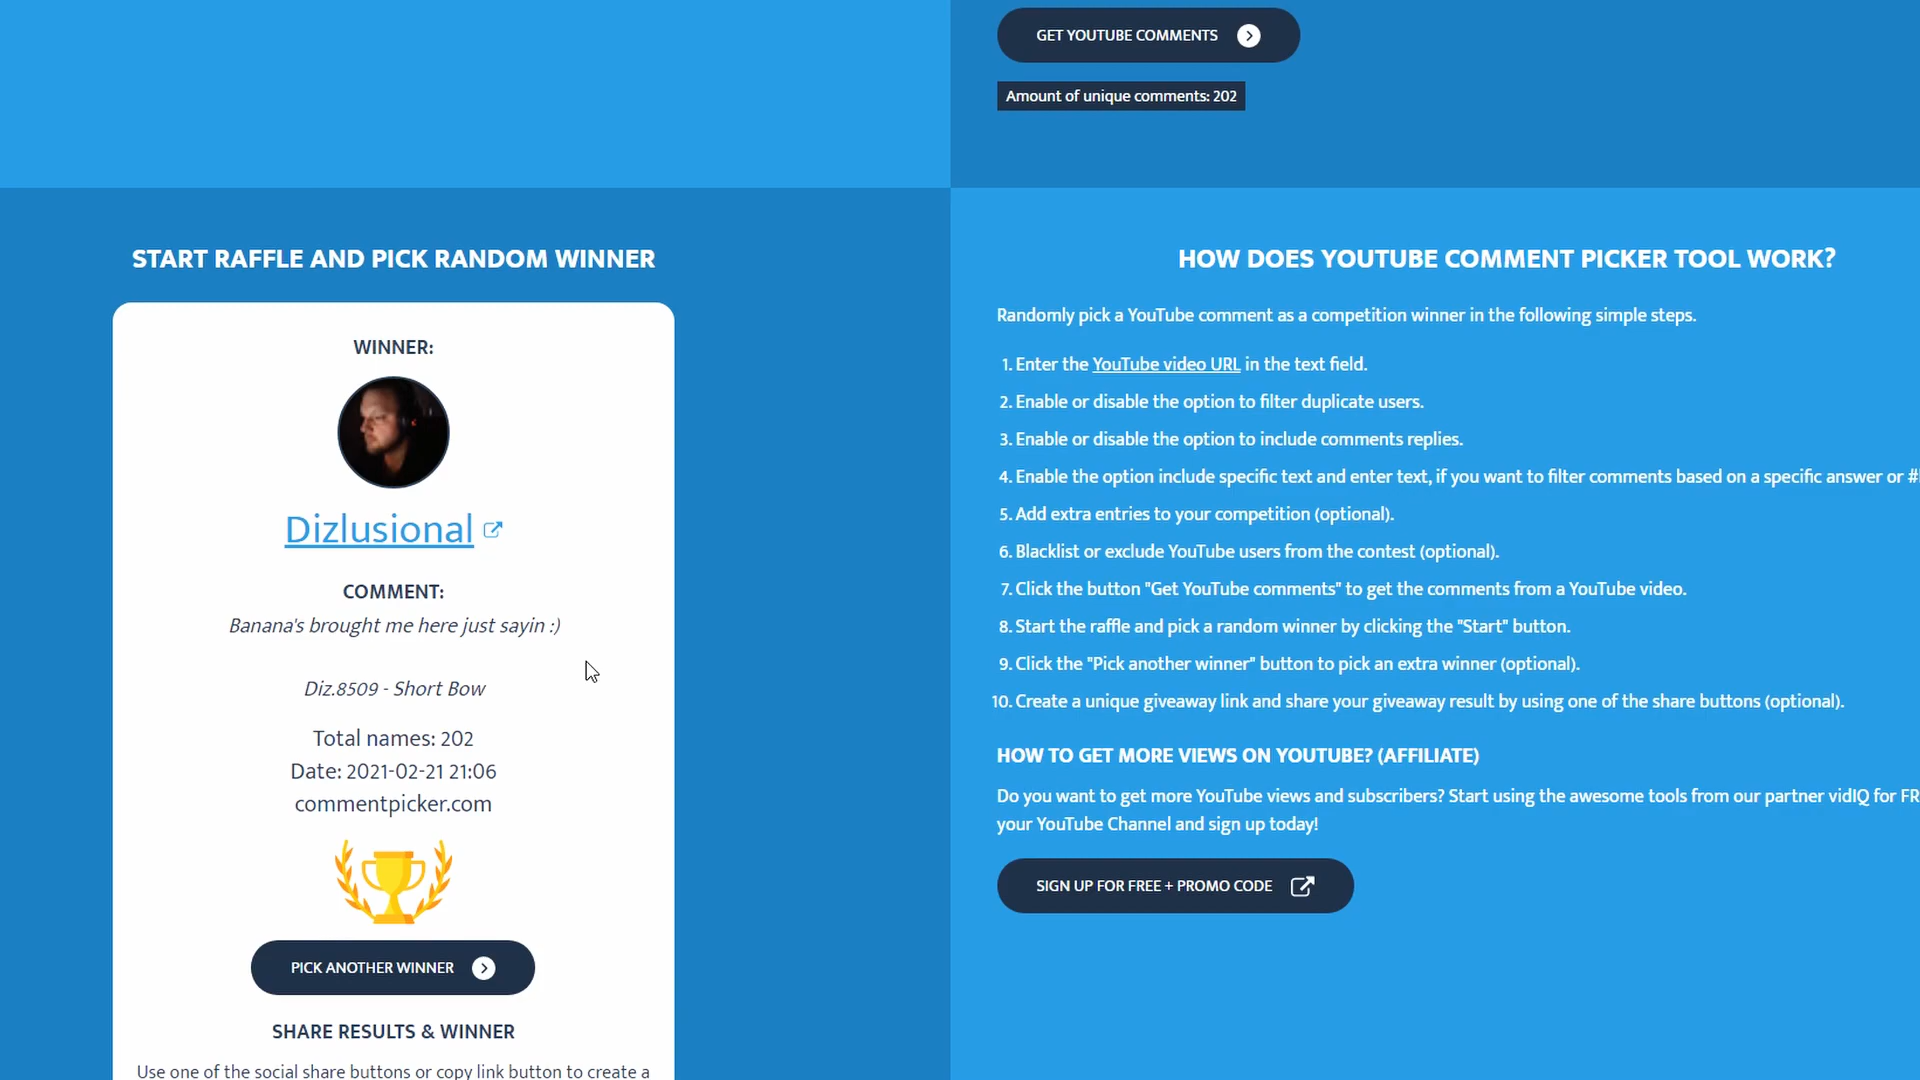 GET YOUTUBE COMMENTS
Amount of unique comments: 202
START RAFFLE AND PICK RANDOM WINNER
WINNER:
Dizlusional
COMMENT:
Banana's brought me here just sayin :)
Diz.8509 - Short Bow
Total names: 202
Date: 2021-02-21 21:06
commentpicker.com
PICK ANOTHER WINNER
SHARE RESULTS & WINNER
Use one of the social share buttons or copy link button to create a
HOW DOES YOUTUBE COMMENT PICKER TOOL WORK?
Randomly pick a YouTube comment as a competition winner in the following simple steps.
1. Enter the YouTube video URL in the text field.
2. Enable or disable the option to filter duplicate users.
3. Enable or disable the option to include comments replies.
4. Enable the option include specific text and enter text, if you want to filter comments based on a specific answer or #
5. Add extra entries to your competition (optional).
6. Blacklist or exclude YouTube users from the contest (optional).
7. Click the button "Get YouTube comments" to get the comments from a YouTube video.
8. Start the raffle and pick a random winner by clicking the "Start" button.
9. Click the "Pick another winner" button to pick an extra winner (optional).
10. Create a unique giveaway link and share your giveaway result by using one of the share buttons (optional).
HOW TO GET MORE VIEWS ON YOUTUBE? (AFFILIATE)
Do you want to get more YouTube views and subscribers? Start using the awesome tools from our partner vidIQ for FR
your YouTube Channel and sign up today!
SIGN UP FOR FREE + PROMO CODE